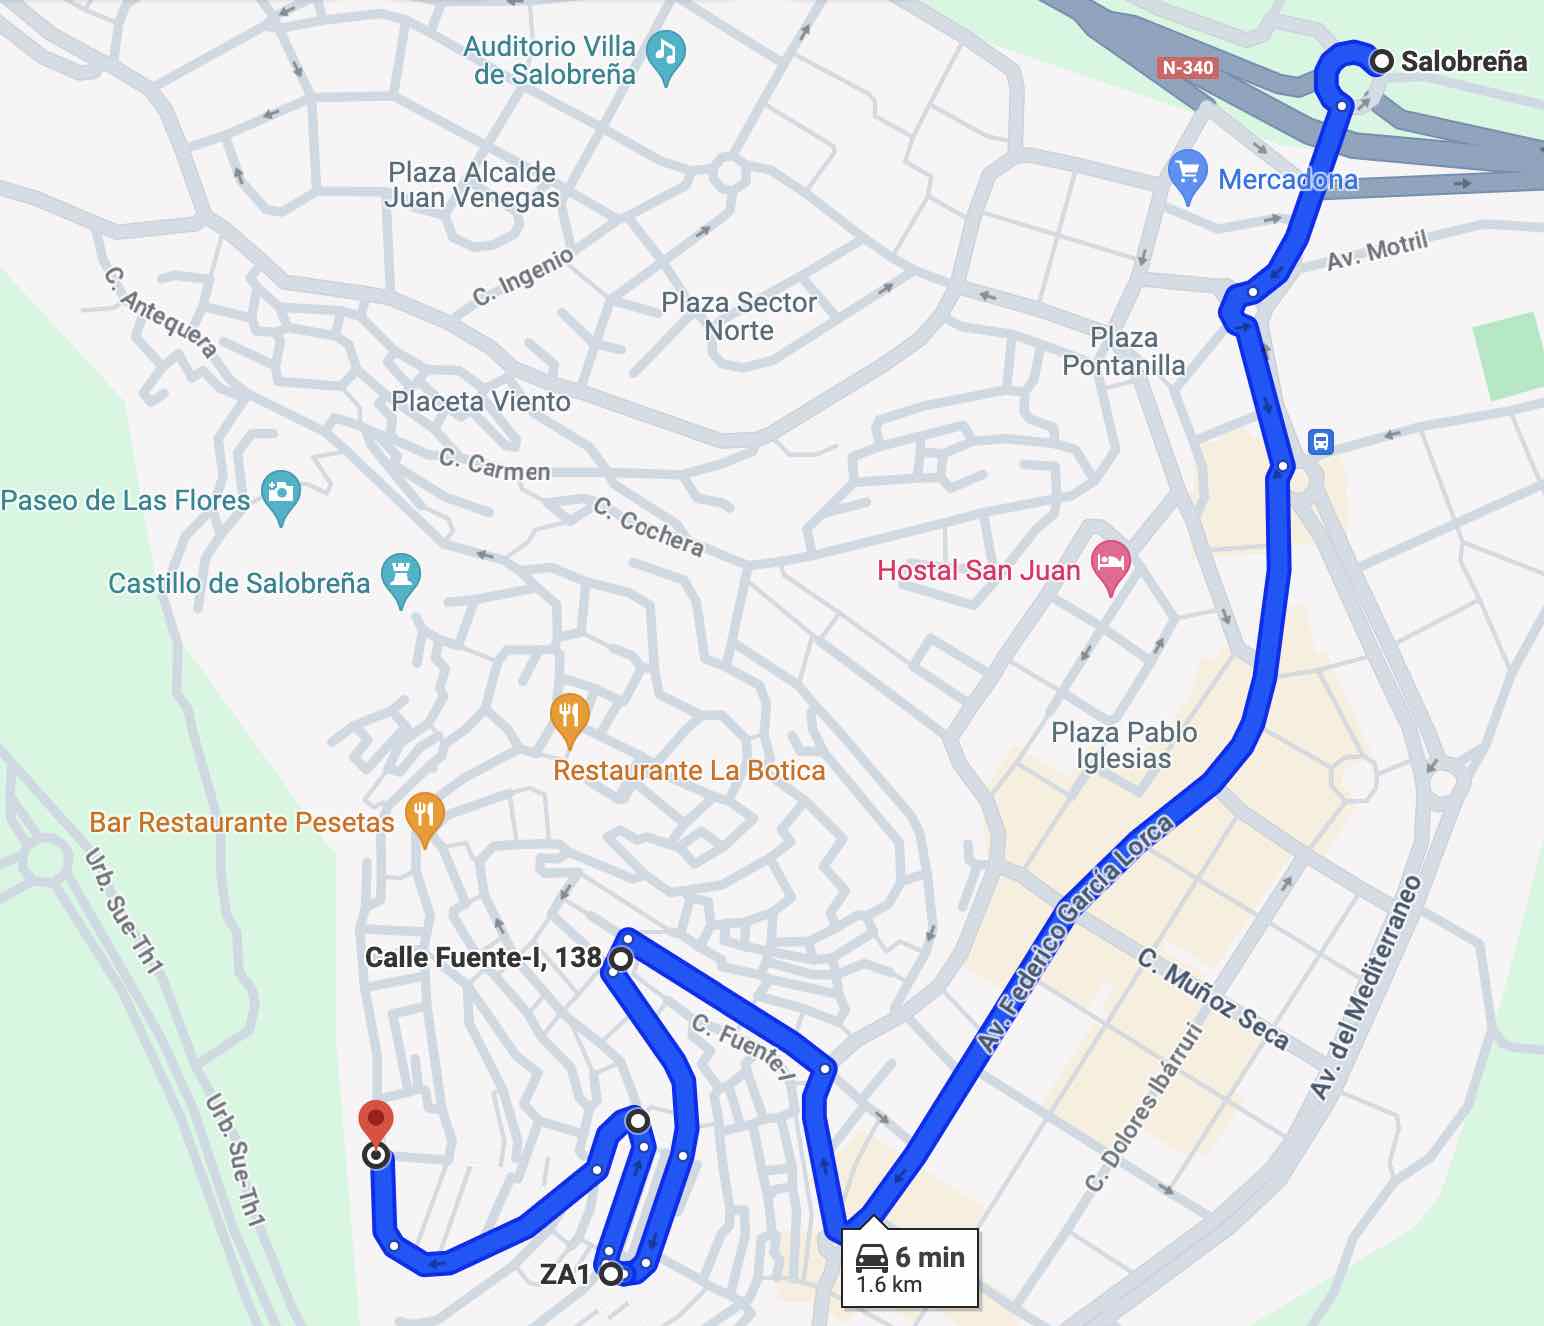 Auditorio Villa
de Salobreña
N-340
Salobreña
Plaza Alcalde
Juan Venegas
Mercadona
C. Ingenio
Av. Motril
C. Antequera
Plaza Sector
Norte
Plaza
Pontanilla
Placeta Viento
C. Carmen
Paseo de Las Flores
C. Cochera
Castillo de Salobreña
Hostal San Juan
Plaza Pablo
Iglesias
Restaurante La Botica
Bar Restaurante Pesetas
Av. Federico García Lorca
Urb. Sue-Th1
Calle Fuente-I, 138
C. Muñoz Seca
Av. del Mediterraneo
C. Fuente-I
C. Dolores Ibárruri
Urb. Sue-Th1
ZA1
6 min
1.6 km